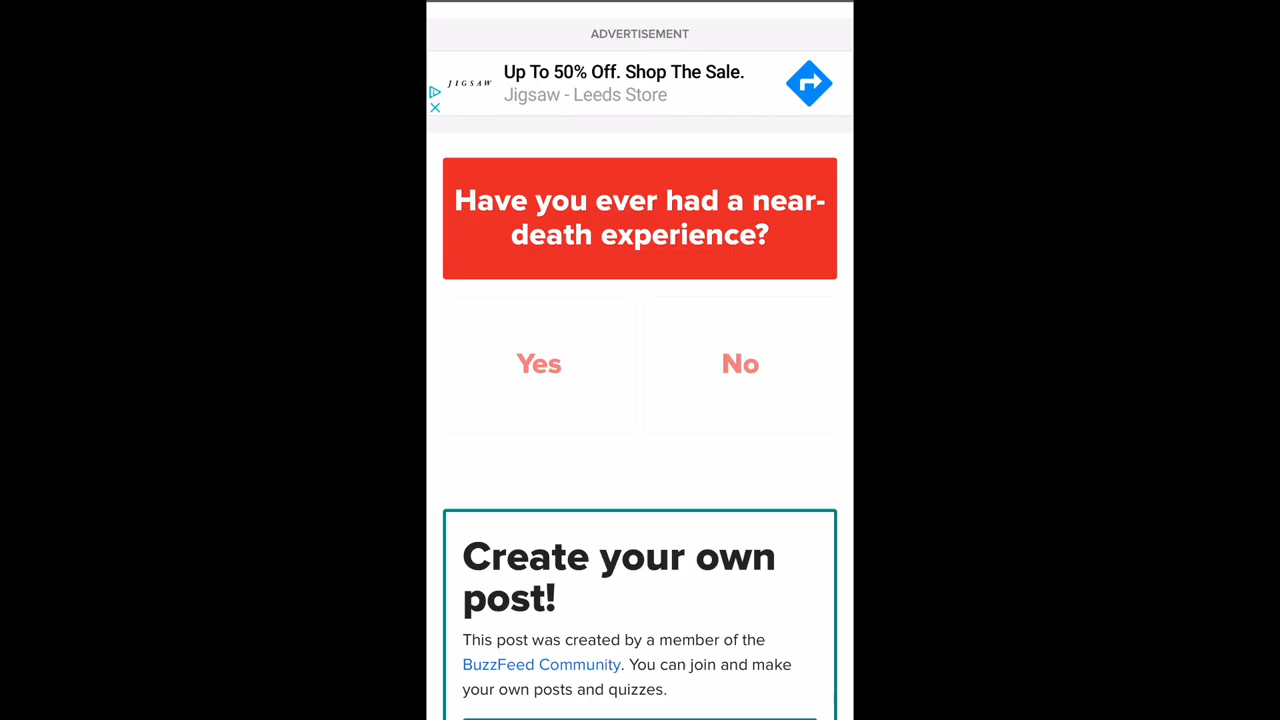 ADVERTISEMENT
JIGSAW
Up To 50% Off. Shop The Sale.
Jigsaw - Leeds Store
Have you ever had a near-
death experience?
Yes
No
Create your own
post!
This post was created by a member of the
BuzzFeed Community. You can join and make
your own posts and quizzes.